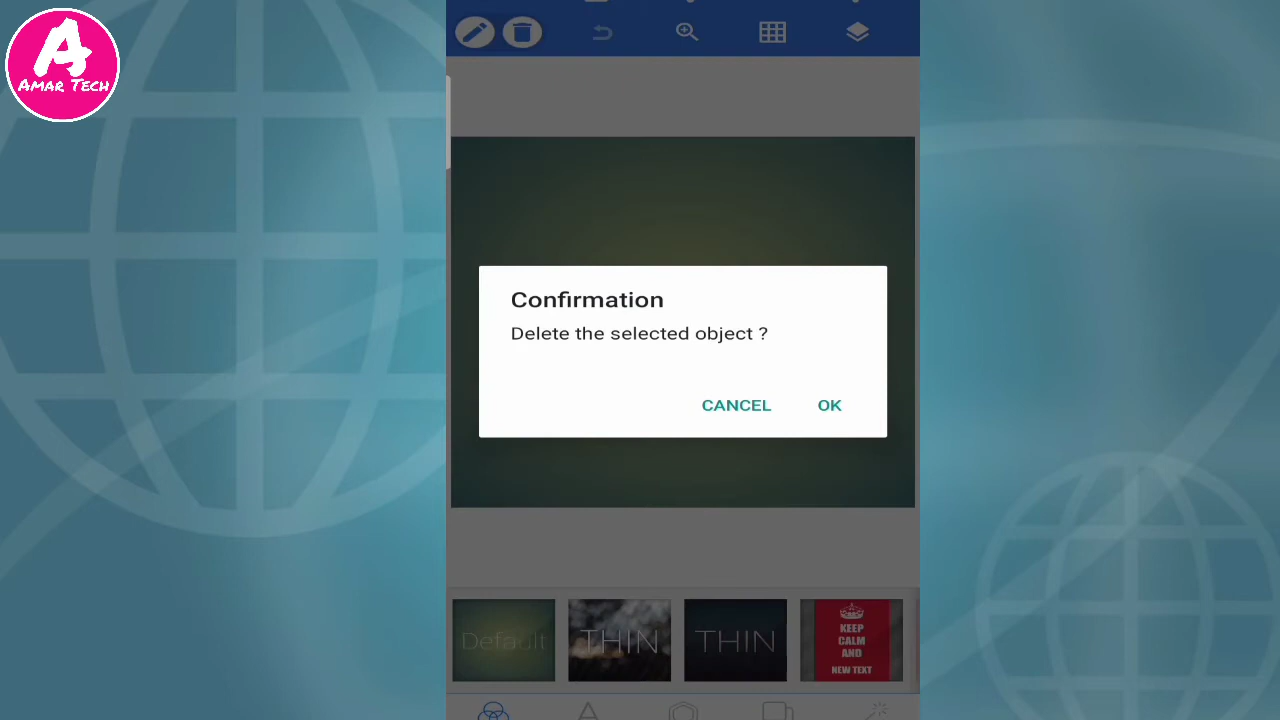 A
AMAR TECH
Confirmation
Delete the selected object ?
CANCEL OK
Default
THIN
THIN
KEEP
CALM
AND
NEW TEXT